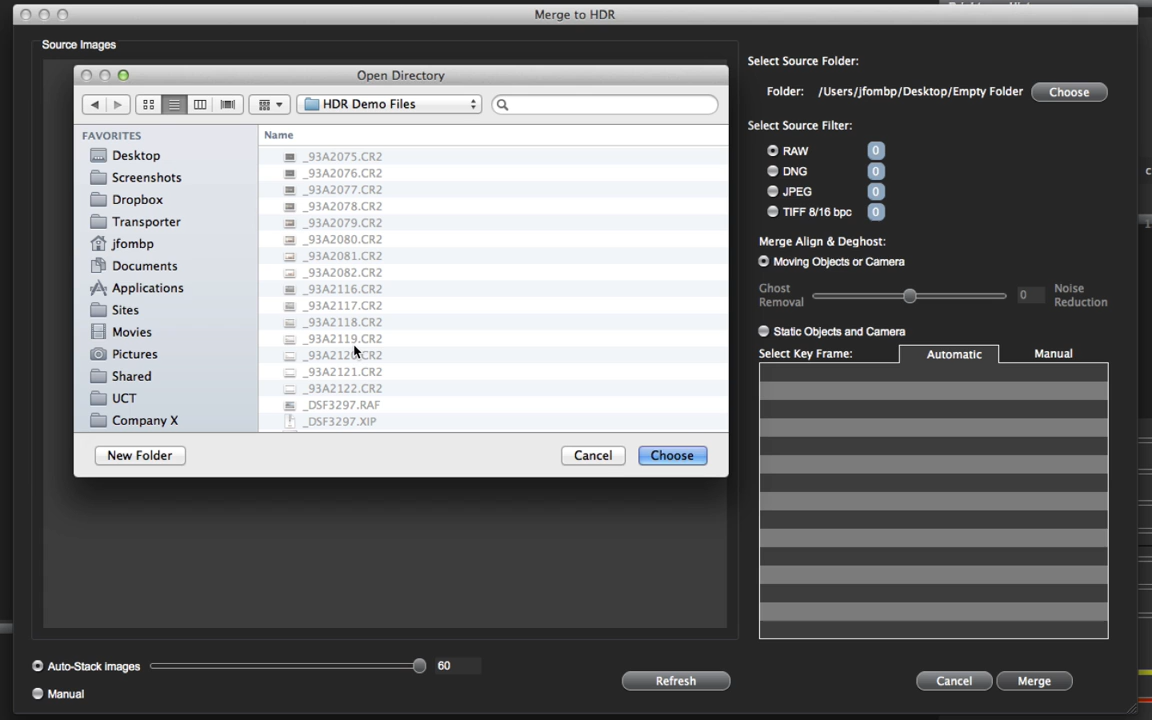 Merge to HDR
Source Images
Open Directory
HDR Demo Files
FAVORITES
Desktop
Screenshots
Dropbox
Transporter
jfombp
Documents
Applications
Sites
Movies
Pictures
Shared
UCT
Company X
Name
_93A2075.CR2
_93A2076.CR2
_93A2077.CR2
_93A2078.CR2
_93A2079.CR2
_93A2080.CR2
_93A2081.CR2
_93A2082.CR2
_93A2116.CR2
_93A2117.CR2
_93A2118.CR2
_93A2119.CR2
_93A2120.CR2
_93A2121.CR2
_93A2122.CR2
_DSF3297.RAF
_DSF3297.XIP
New Folder
Cancel
Choose
Select Source Folder:
Folder: /Users/jfombp/Desktop/Empty Folder Choose
Select Source Filter:
RAW 0
DNG 0
JPEG 0
TIFF 8/16 bpc 0
Merge Align & Deghost:
Moving Objects or Camera
Ghost Removal 0 Noise Reduction
Static Objects and Camera
Select Key Frame: Automatic Manual
Auto-Stack images 60
Manual
Refresh
Cancel
Merge